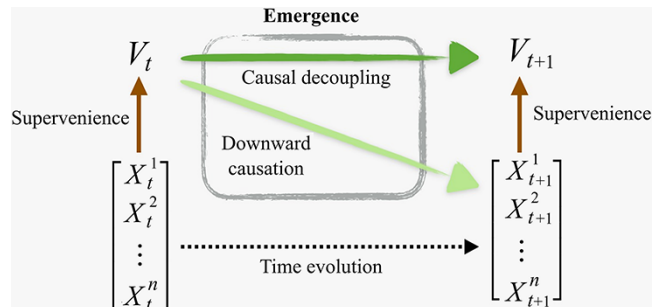 Emergence
V_t
V_{t+1}
Causal decoupling
Supervenience
Supervenience
Downward
causation
X_t^1
X_t^2
⋮
X_t^n
X_{t+1}^1
X_{t+1}^2
⋮
X_{t+1}^n
Time evolution